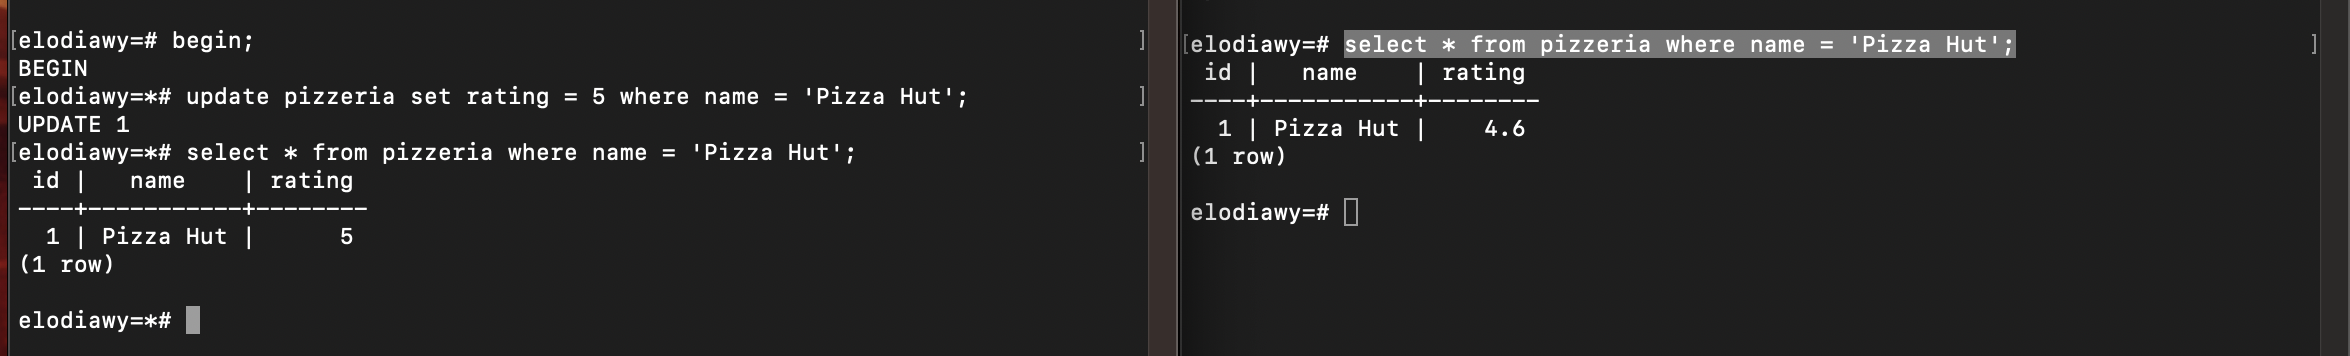 [elodiawy=# begin; ]
BEGIN
[elodiawy=*# update pizzeria set rating = 5 where name = 'Pizza Hut'; ]
UPDATE 1
[elodiawy=*# select * from pizzeria where name = 'Pizza Hut'; ]
 id |   name    | rating
----+-----------+--------
  1 | Pizza Hut |      5
(1 row)
elodiawy=*#
[elodiawy=# select * from pizzeria where name = 'Pizza Hut'; ]
 id |   name    | rating
----+-----------+--------
  1 | Pizza Hut |    4.6
(1 row)
elodiawy=#